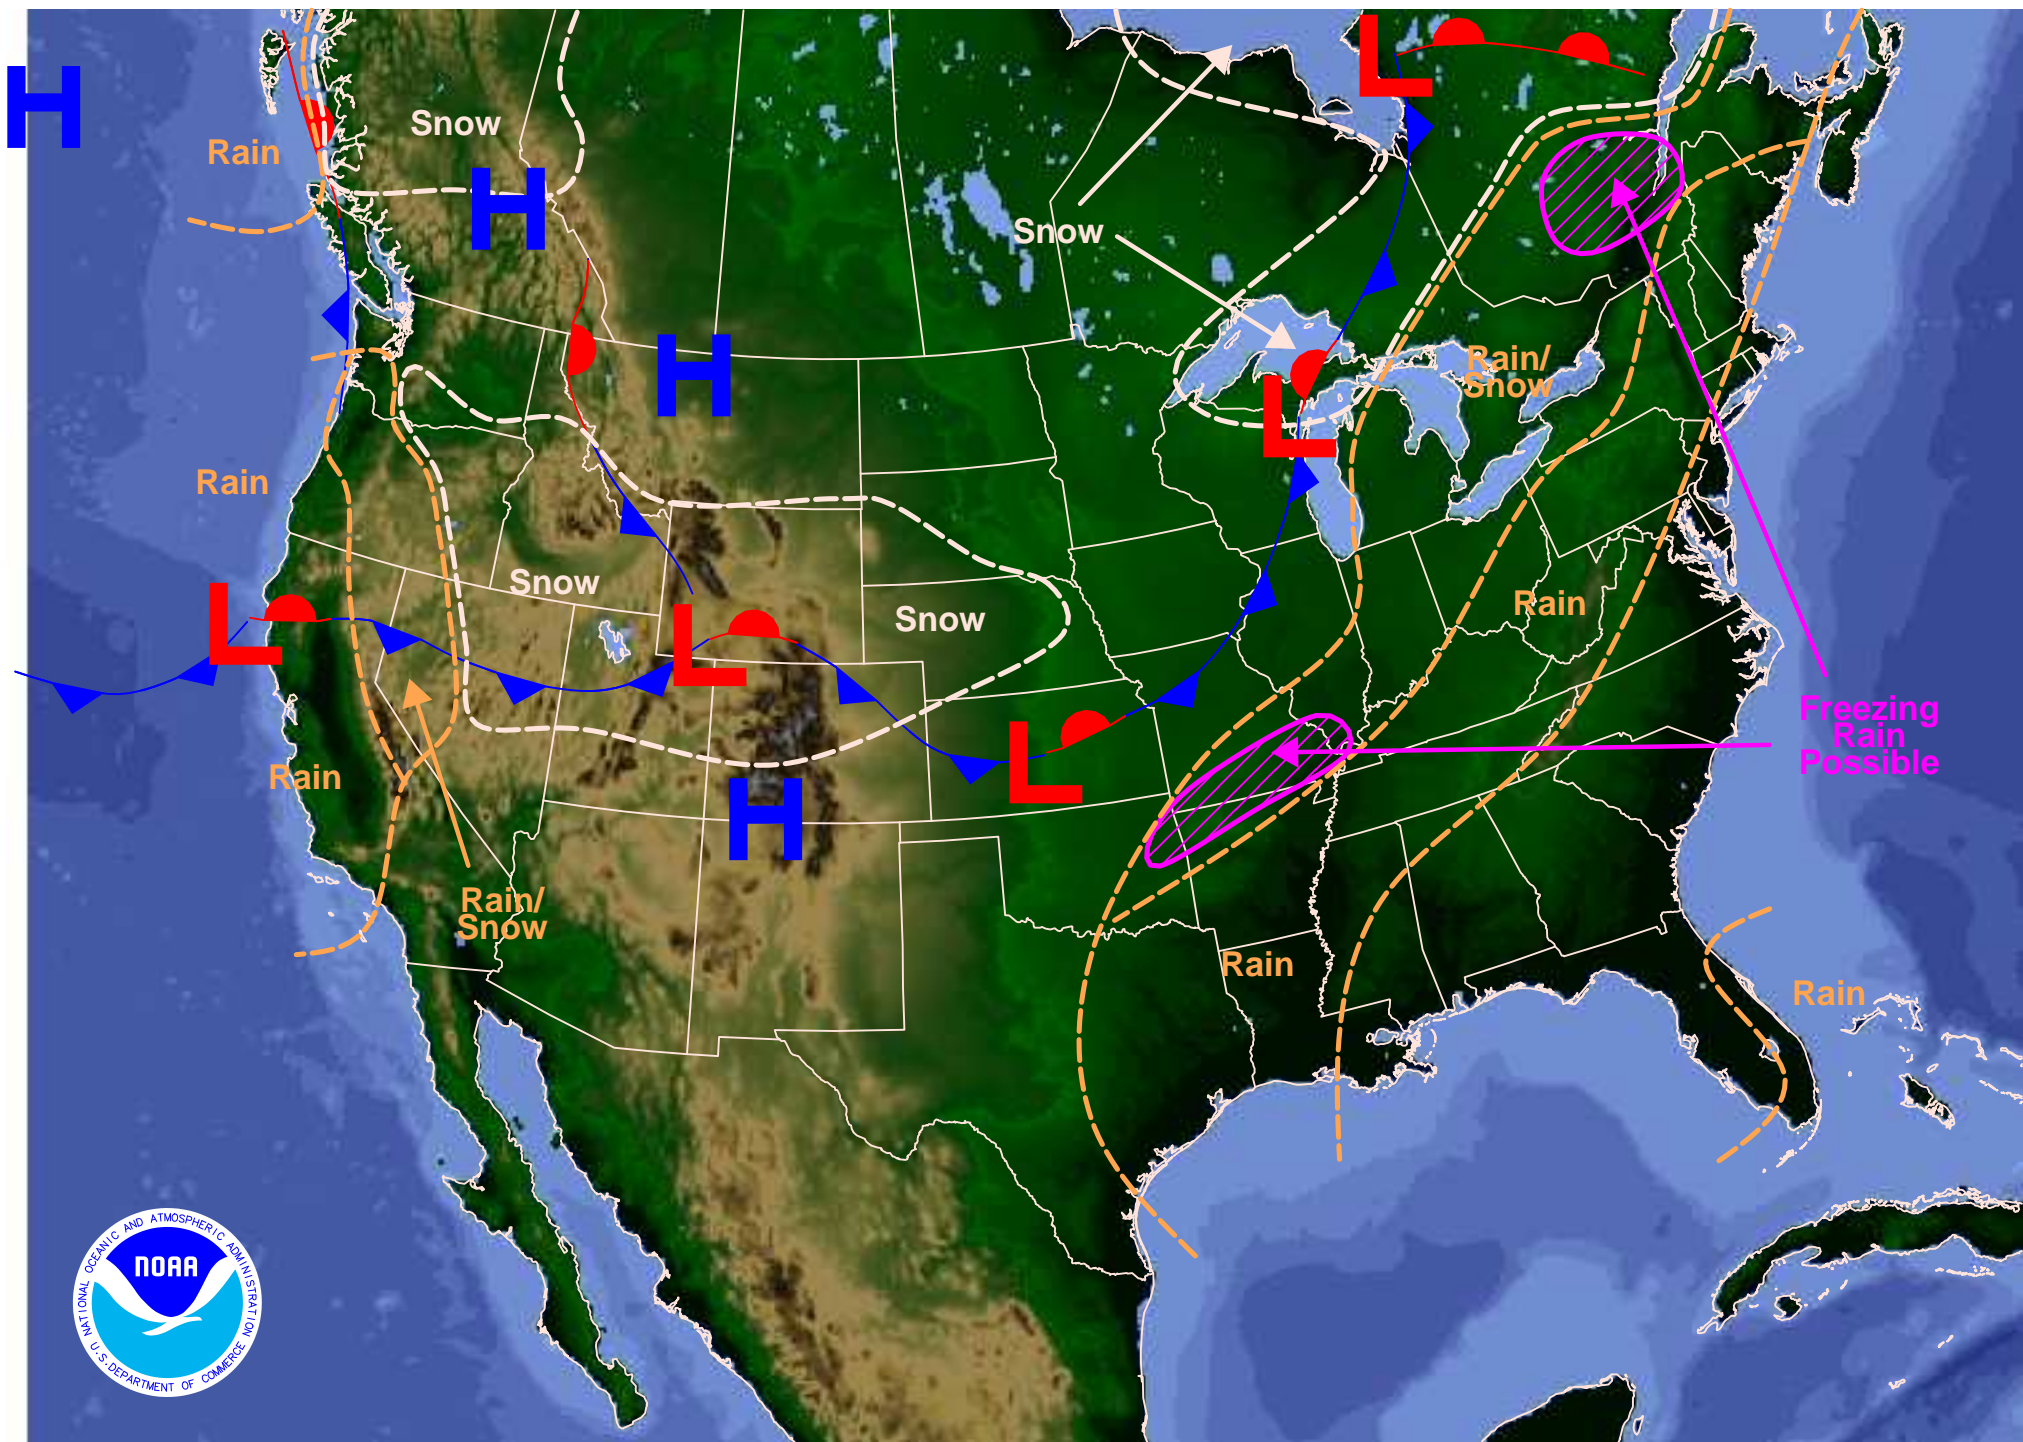 H
L
Snow
Rain
H
Snow
H
Rain/
Snow
L
Rain
Snow
L
L
Snow
Rain
Freezing
Rain
Possible
L
Rain
H
Rain/
Snow
Rain
Rain
NATIONAL OCEANIC AND ATMOSPHERIC ADMINISTRATION
NOAA
U.S. DEPARTMENT OF COMMERCE